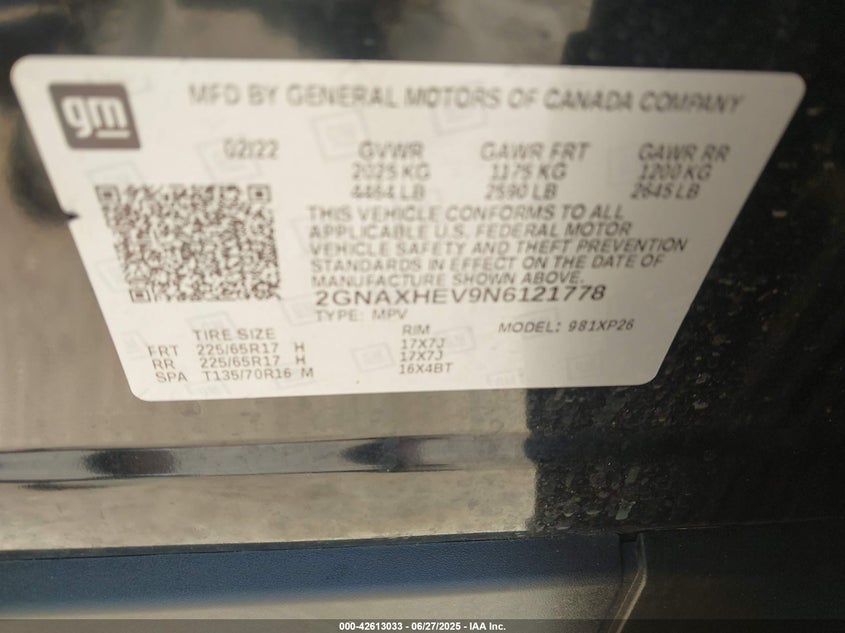 gm
MFD BY GENERAL MOTORS OF CANADA COMPANY
02/22 GVWR GAWR FRT GAWR RR
2025 KG 1175 KG 1200 KG
4464 LB 2590 LB 2645 LB
THIS VEHICLE CONFORMS TO ALL
APPLICABLE U.S. FEDERAL MOTOR
VEHICLE SAFETY AND THEFT PREVENTION
STANDARDS IN EFFECT ON THE DATE OF
MANUFACTURE SHOWN ABOVE.
2GNAXHEV9N6121778
TYPE: MPV
TIRE SIZE RIM MODEL: 981XP26
FRT 225/65R17 H 17X7J
RR 225/65R17 H 17X7J
SPA T135/70R16 M 16X4BT
000-42613033 - 06/27/2025 - IAA Inc.